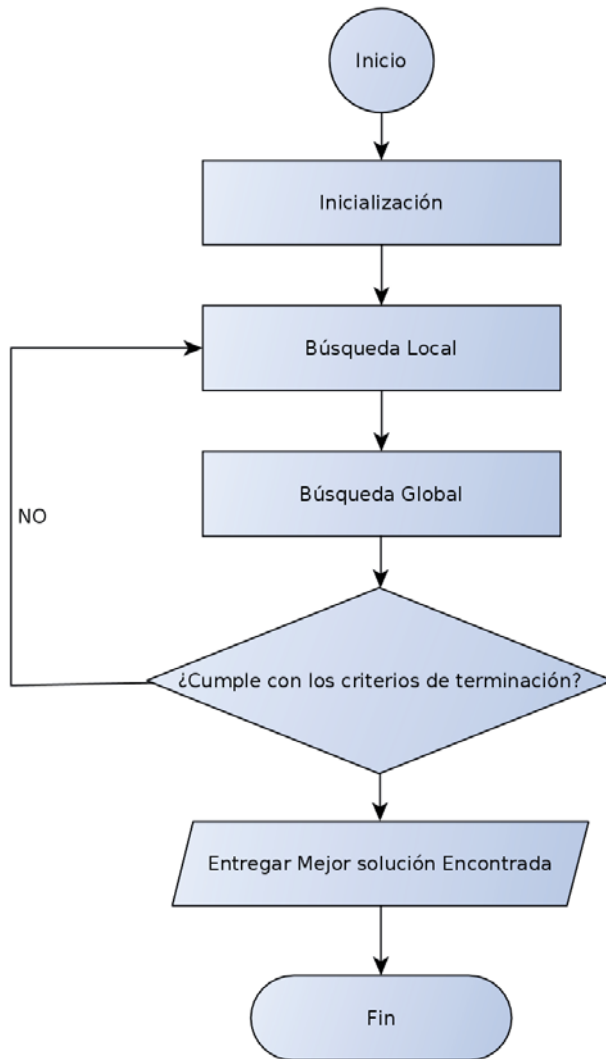 Inicio
Inicialización
Búsqueda Local
Búsqueda Global
NO
¿Cumple con los criterios de terminación?
Entregar Mejor solución Encontrada
Fin